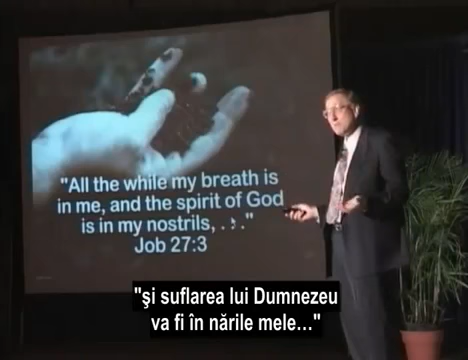 "All the while my breath is
in me, and the spirit of God
is in my nostrils, . . ."
Job 27:3
"şi suflarea lui Dumnezeu
va fi în nările mele…"